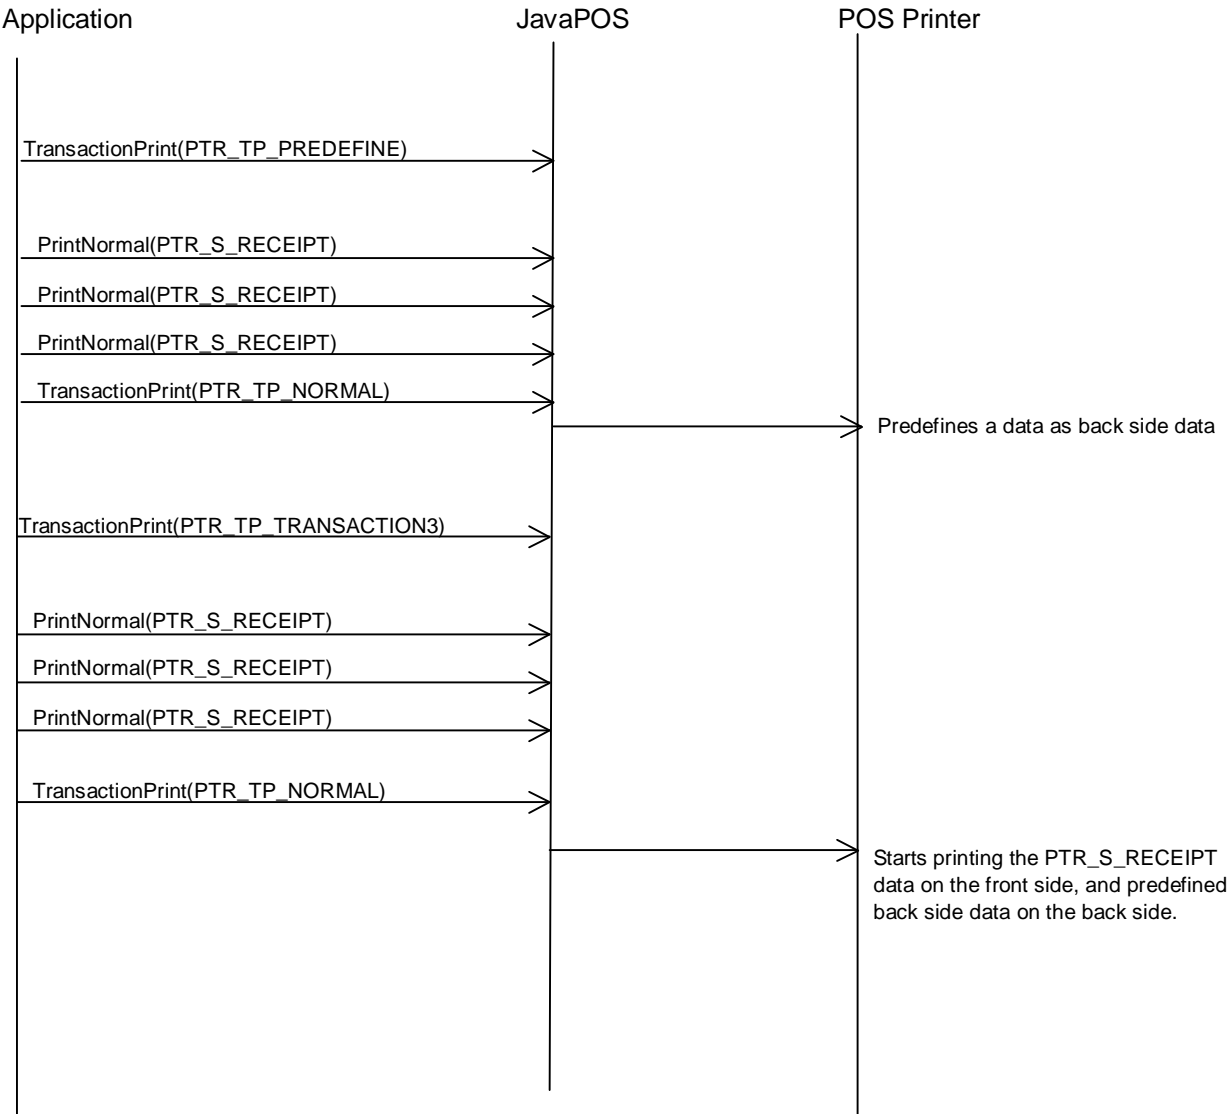 Application
JavaPOS
POS Printer
TransactionPrint(PTR_TP_PREDEFINE)
PrintNormal(PTR_S_RECEIPT)
PrintNormal(PTR_S_RECEIPT)
PrintNormal(PTR_S_RECEIPT)
TransactionPrint(PTR_TP_NORMAL)
Predefines a data as back side data
TransactionPrint(PTR_TP_TRANSACTION3)
PrintNormal(PTR_S_RECEIPT)
PrintNormal(PTR_S_RECEIPT)
PrintNormal(PTR_S_RECEIPT)
TransactionPrint(PTR_TP_NORMAL)
Starts printing the PTR_S_RECEIPT
data on the front side, and predefined
back side data on the back side.